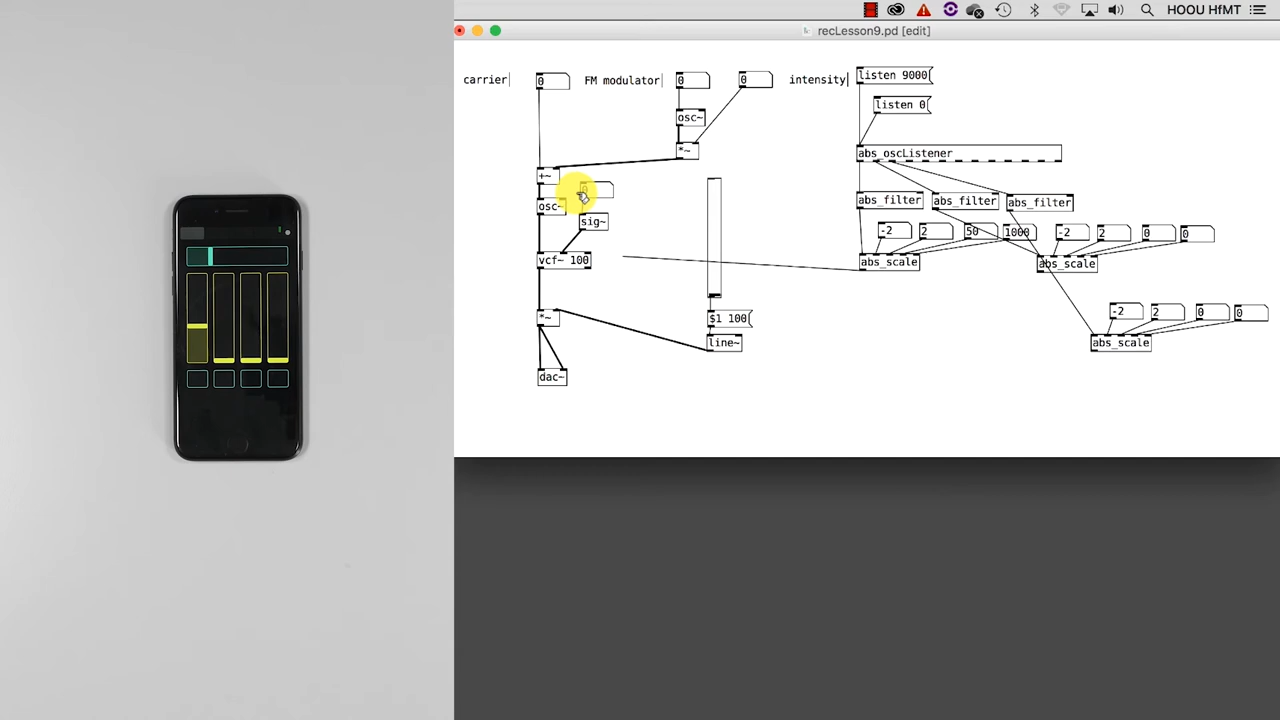 HOOU HfMT
recLesson9.pd [edit]
carrier
0
FM modulator
0
0
intensity
listen 9000
listen 0
osc~
*~
abs_oscListener
+~
0
osc~
sig~
abs_filter
abs_filter
abs_filter
-2
2
50
1000
-2
2
0
0
vcf~ 100
abs_scale
abs_scale
*~
$1 100
line~
-2
2
0
0
abs_scale
dac~